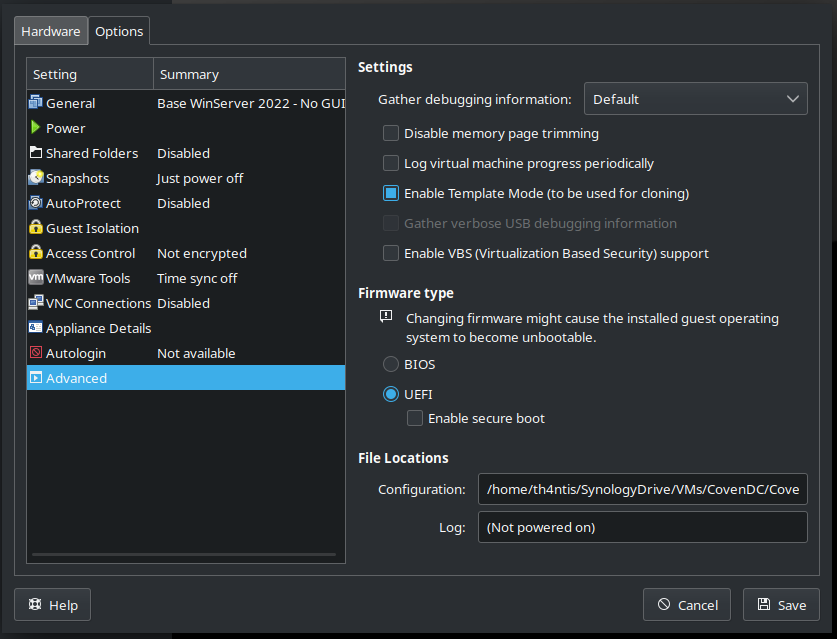 Hardware Options
Setting Summary
General Base WinServer 2022 - No GUI
Power
Shared Folders Disabled
Snapshots Just power off
AutoProtect Disabled
Guest Isolation
Access Control Not encrypted
vm VMware Tools Time sync off
VNC Connections Disabled
Appliance Details
Autologin Not available
Advanced
Settings
Gather debugging information: Default
Disable memory page trimming
Log virtual machine progress periodically
Enable Template Mode (to be used for cloning)
Gather verbose USB debugging information
Enable VBS (Virtualization Based Security) support
Firmware type
Changing firmware might cause the installed guest operating
system to become unbootable.
BIOS
UEFI
Enable secure boot
File Locations
Configuration: /home/th4ntis/SynologyDrive/VMs/CovenDC/Cove
Log: (Not powered on)
Help Cancel Save